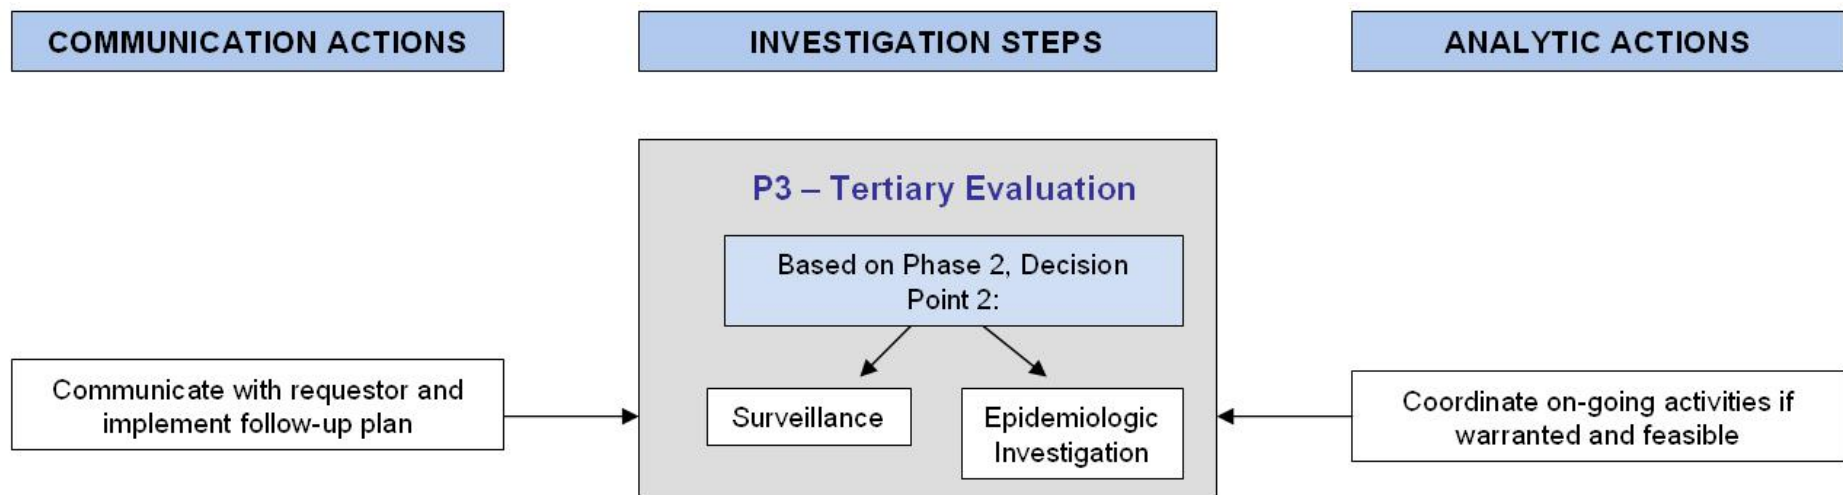 COMMUNICATION ACTIONS
INVESTIGATION STEPS
ANALYTIC ACTIONS
P3 – Tertiary Evaluation
Based on Phase 2, Decision
Point 2:
Communicate with requestor and
implement follow-up plan
Surveillance
Epidemiologic
Investigation
Coordinate on-going activities if
warranted and feasible